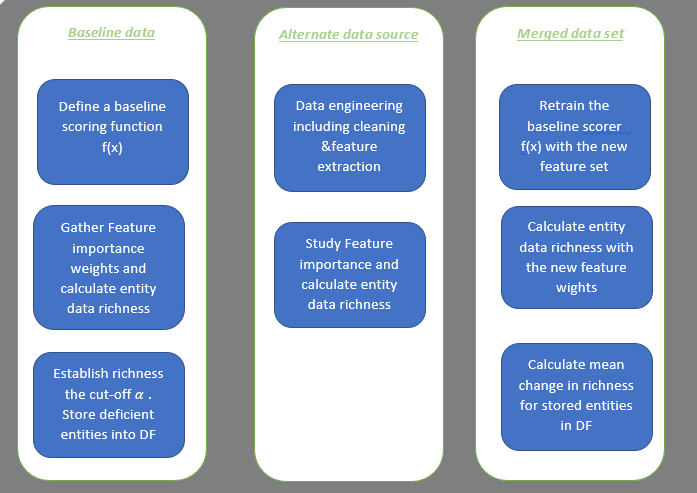 Baseline data
Define a baseline
scoring function
f(x)
Gather Feature
importance
weights and
calculate entity
data richness
Establish richness
the cut-off α .
Store deficient
entities into DF
Alternate data source
Data engineering
including cleaning
&feature
extraction
Study Feature
importance and
calculate entity
data richness
Merged data set
Retrain the
baseline scorer
f(x) with the new
feature set
Calculate entity
data richness with
the new feature
wights
Calculate mean
change in richness
for stored entities
in DF